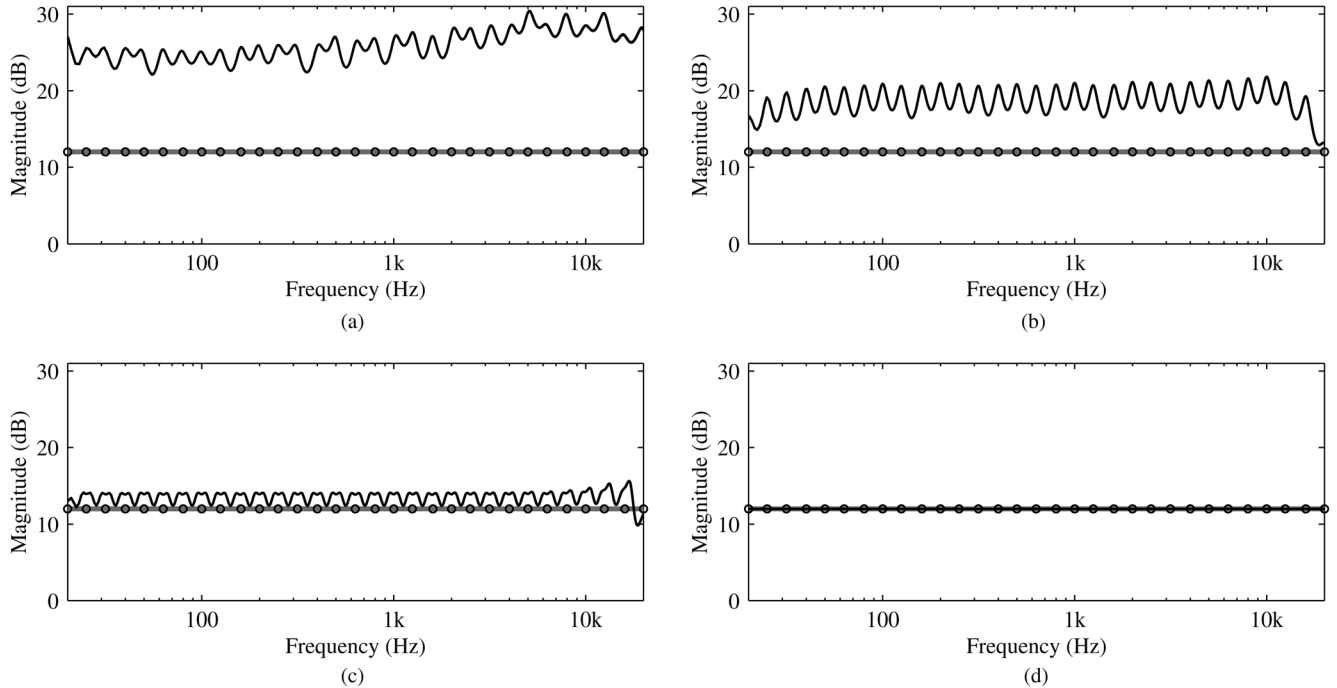 30
20
10
0
Magnitude (dB)
100
1k
10k
Frequency (Hz)
(a)
30
20
10
0
Magnitude (dB)
100
1k
10k
Frequency (Hz)
(b)
30
20
10
0
Magnitude (dB)
100
1k
10k
Frequency (Hz)
(c)
30
20
10
0
Magnitude (dB)
100
1k
10k
Frequency (Hz)
(d)